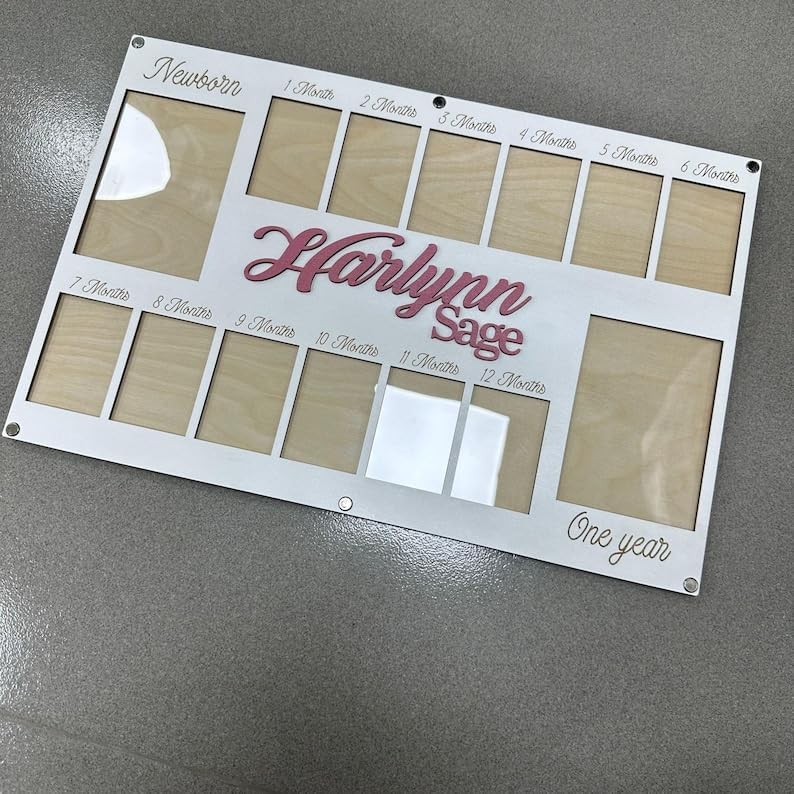 Newborn
1 Month
2 Months
3 Months
4 Months
5 Months
6 Months
Harlynn
Sage
7 Months
8 Months
9 Months
10 Months
11 Months
12 Months
One year